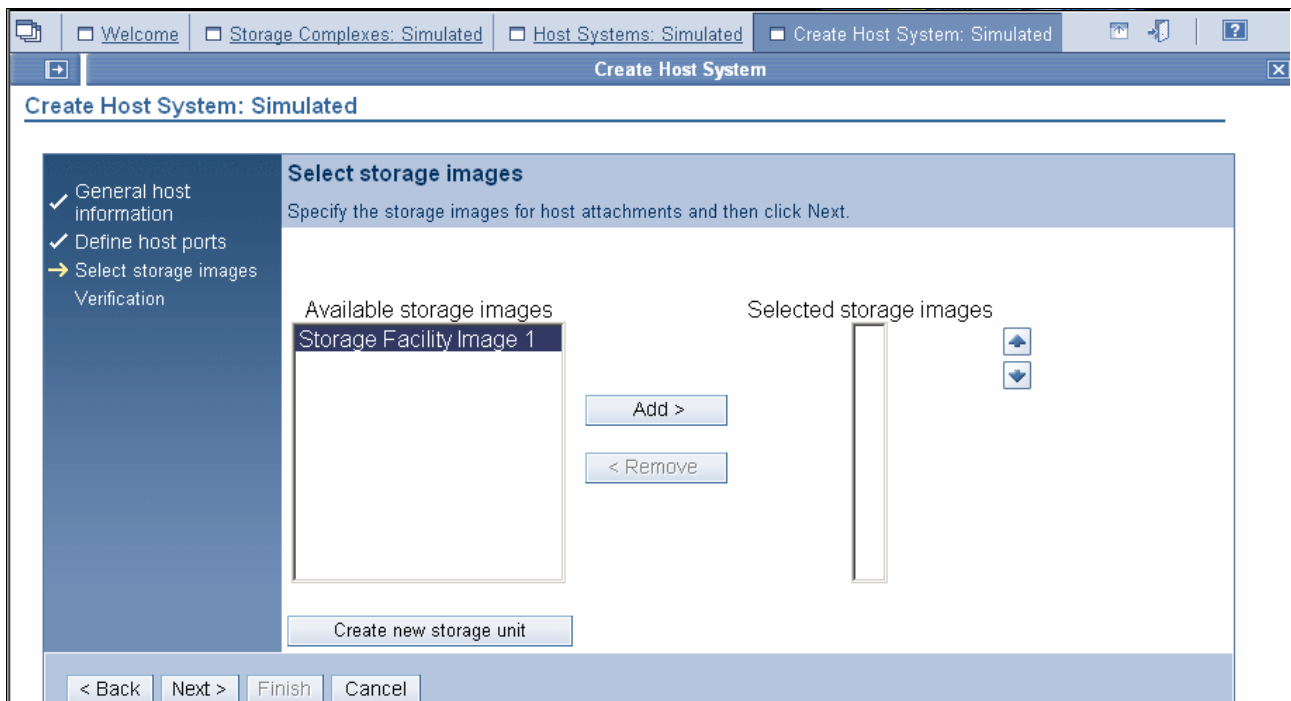 Welcome
Storage Complexes: Simulated
Host Systems: Simulated
Create Host System: Simulated
?
Create Host System
Create Host System: Simulated
General host
information
Define host ports
Select storage images
Verification
Select storage images
Specify the storage images for host attachments and then click Next.
Available storage images
Storage Facility Image 1
Add >
< Remove
Selected storage images
Create new storage unit
< Back
Next >
Finish
Cancel